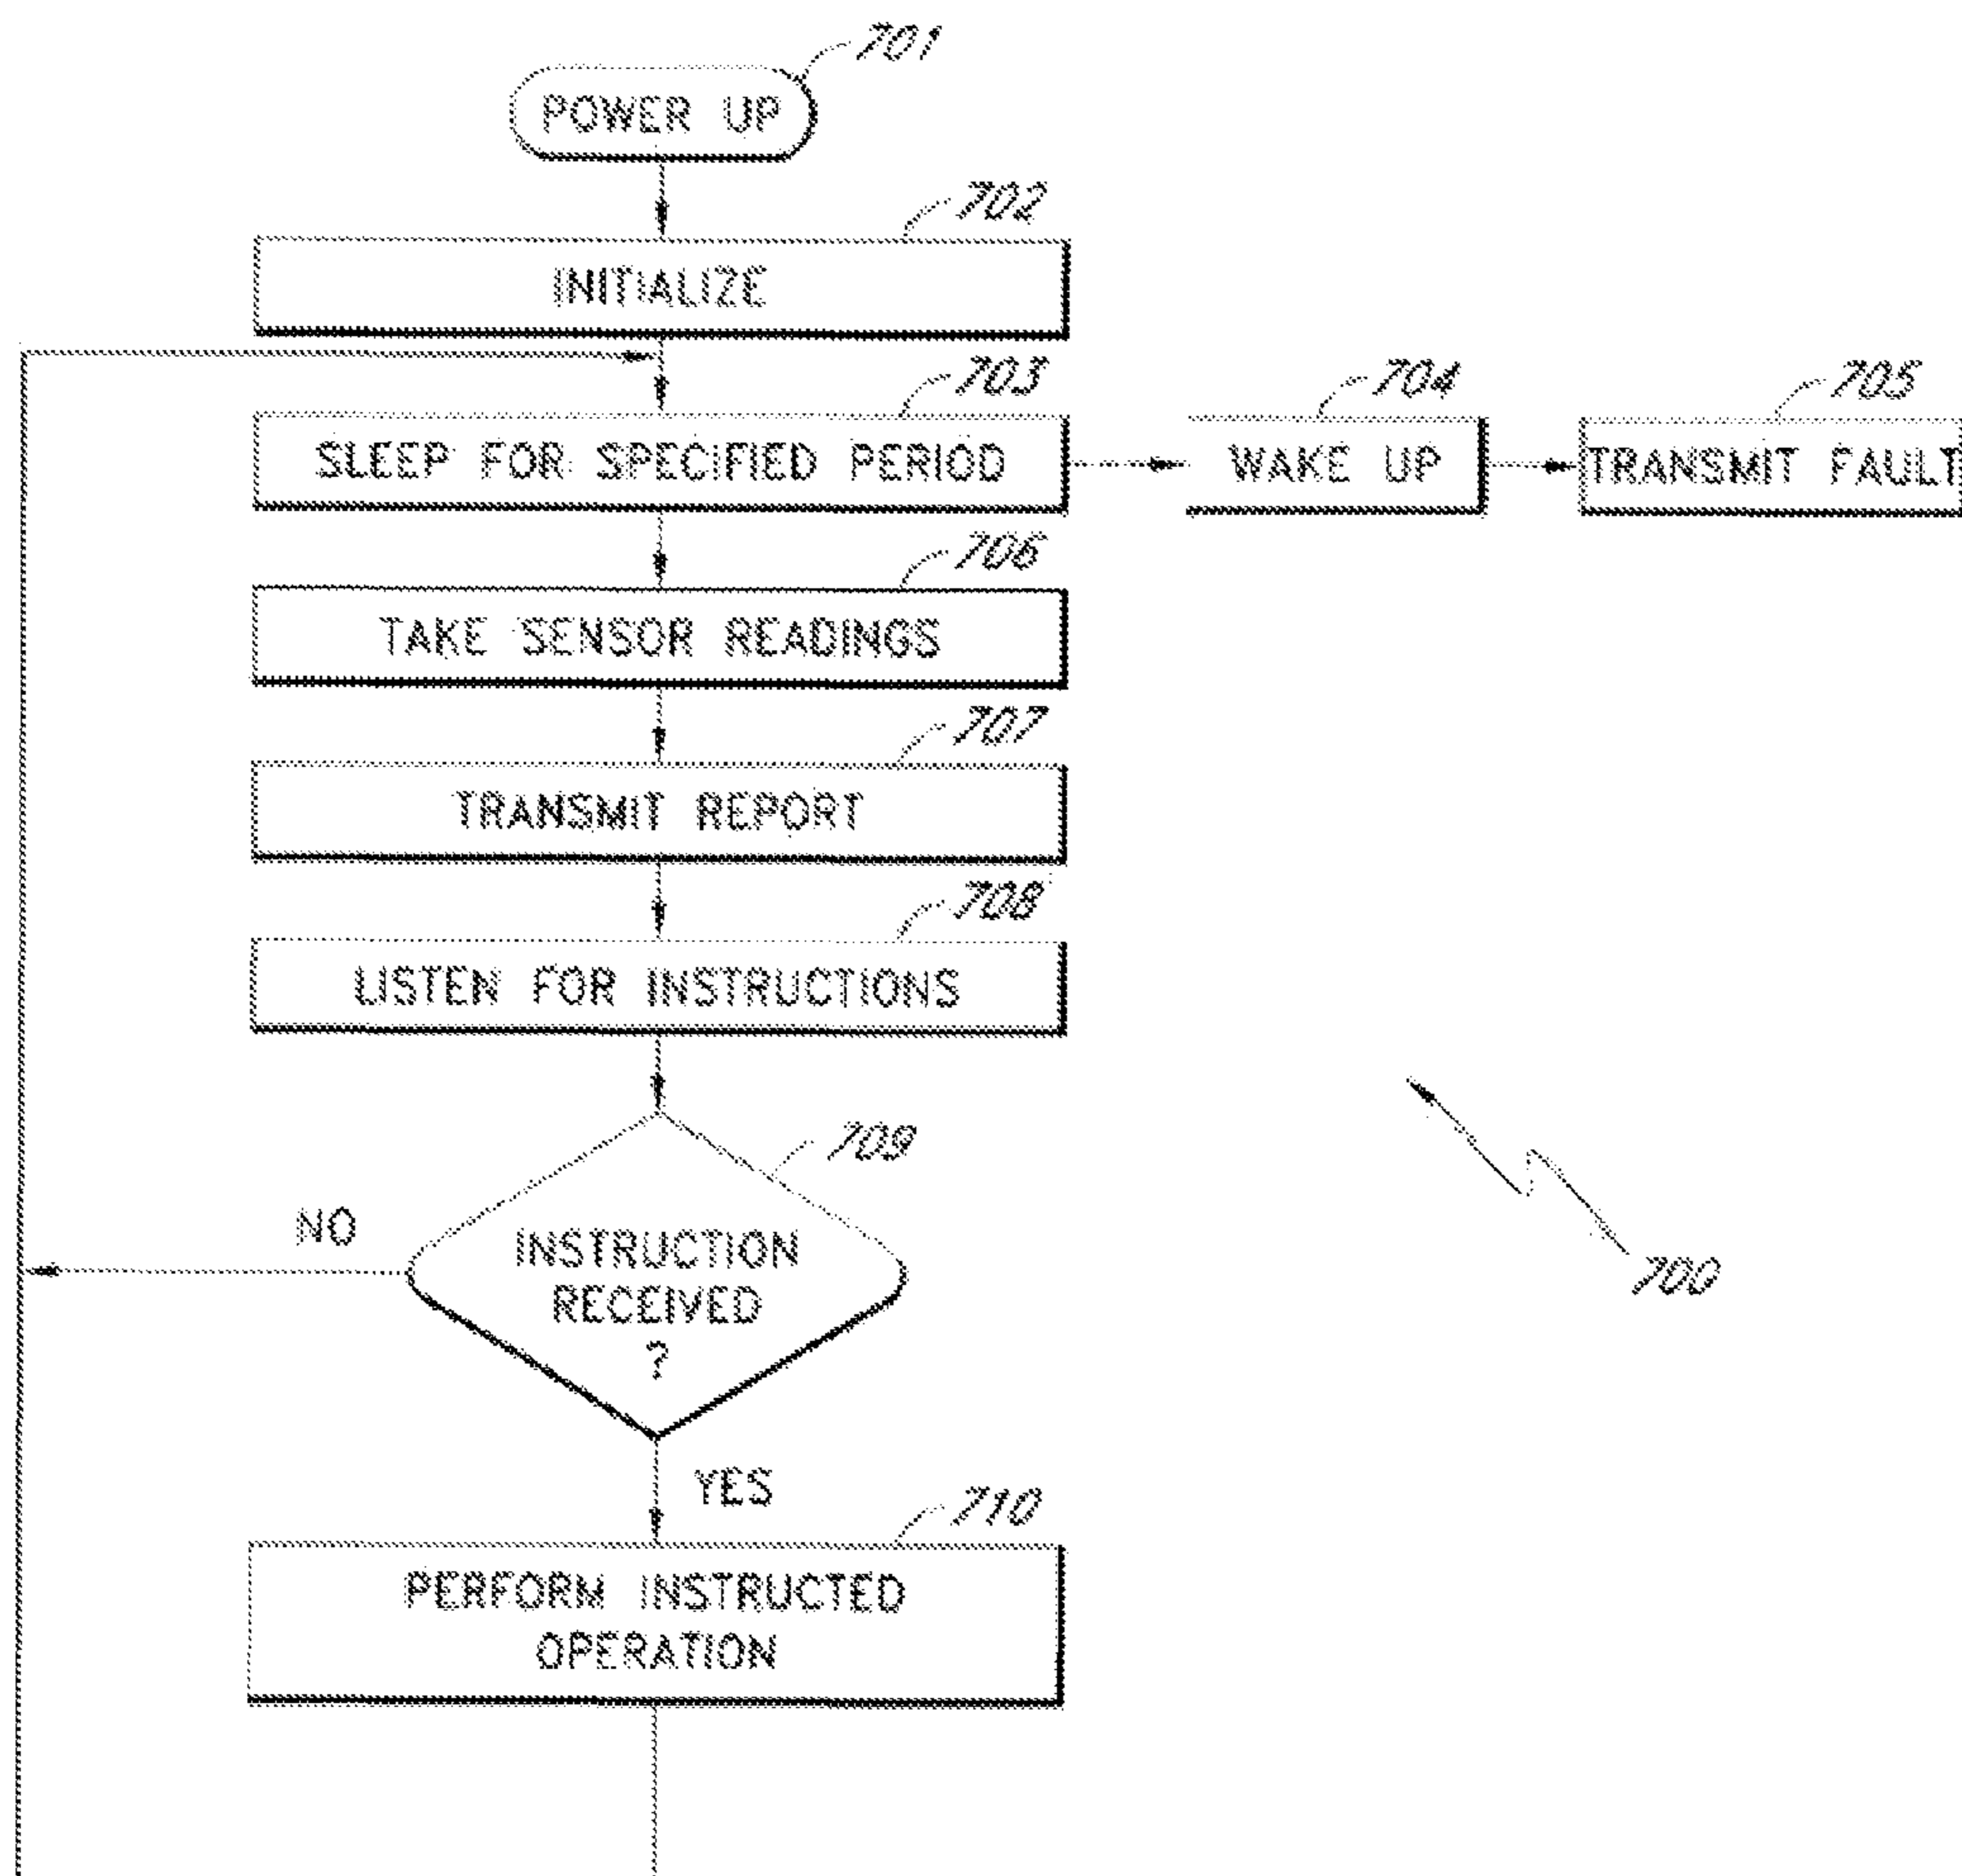 701
POWER UP
702
INITIALIZE
703
SLEEP FOR SPECIFIED PERIOD
704
WAKE UP
705
TRANSMIT FAULT
706
TAKE SENSOR READINGS
707
TRANSMIT REPORT
708
LISTEN FOR INSTRUCTIONS
709
INSTRUCTION
RECEIVED
?
NO
700
YES
710
PERFORM INSTRUCTED
OPERATION